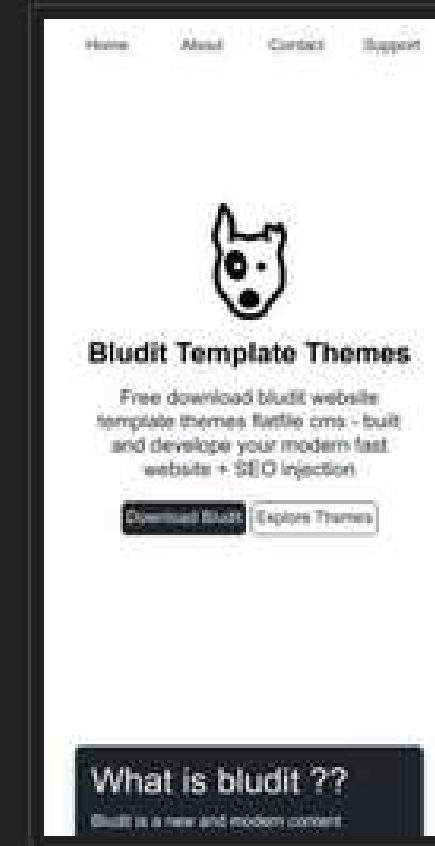 Home About Contact Support
Bludit Template Themes
Free download bludit website
template themes flatfile cms - built
and develope your modern fast
website + SEO injection
Download Bludit Explore Themes
What is bludit ??
Bludit is a new and modern content